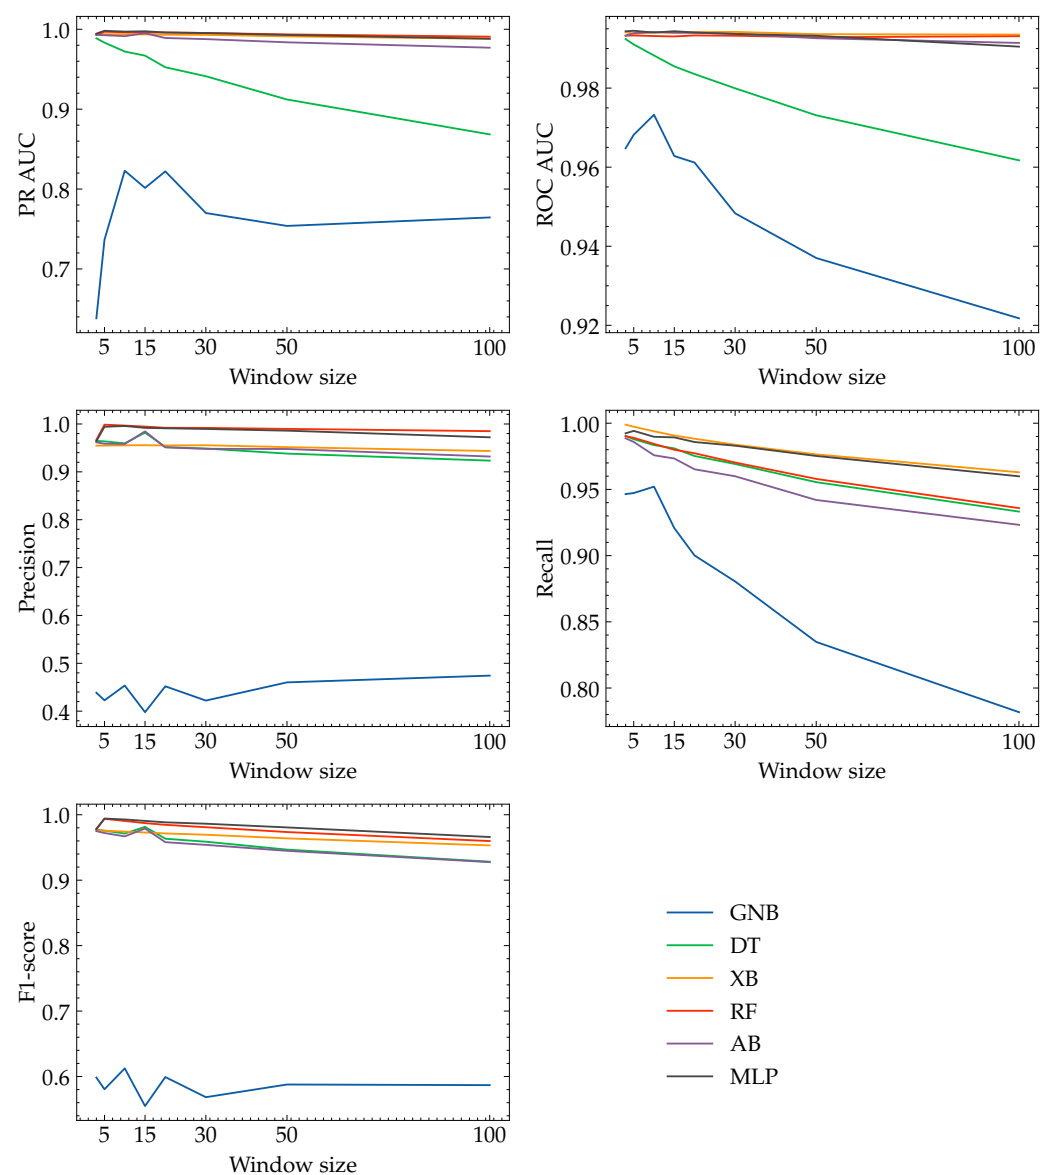 1.0
0.9
0.8
0.7
PR AUC
5 15 30 50 100
Window size
0.98
0.96
0.94
0.92
ROC AUC
5 15 30 50 100
Window size
1.0
0.9
0.8
0.7
0.6
0.5
0.4
Precision
5 15 30 50 100
Window size
1.00
0.95
0.90
0.85
0.80
Recall
5 15 30 50 100
Window size
1.0
0.9
0.8
0.7
0.6
F1-score
5 15 30 50 100
Window size
GNB
DT
XB
RF
AB
MLP